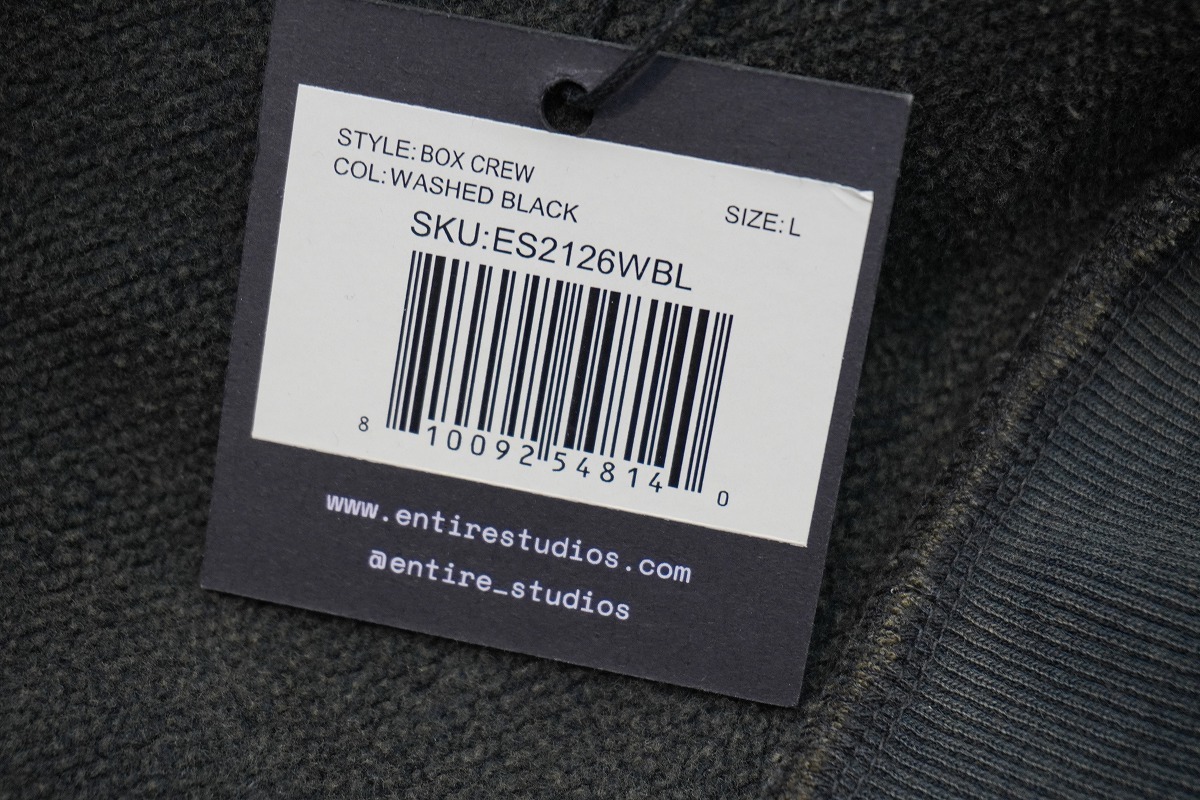 STYLE: BOX CREW
COL: WASHED BLACK
SIZE: L
SKU:ES2126WBL
8 10092 54814 0
www.entirestudios.com
@entire_studios